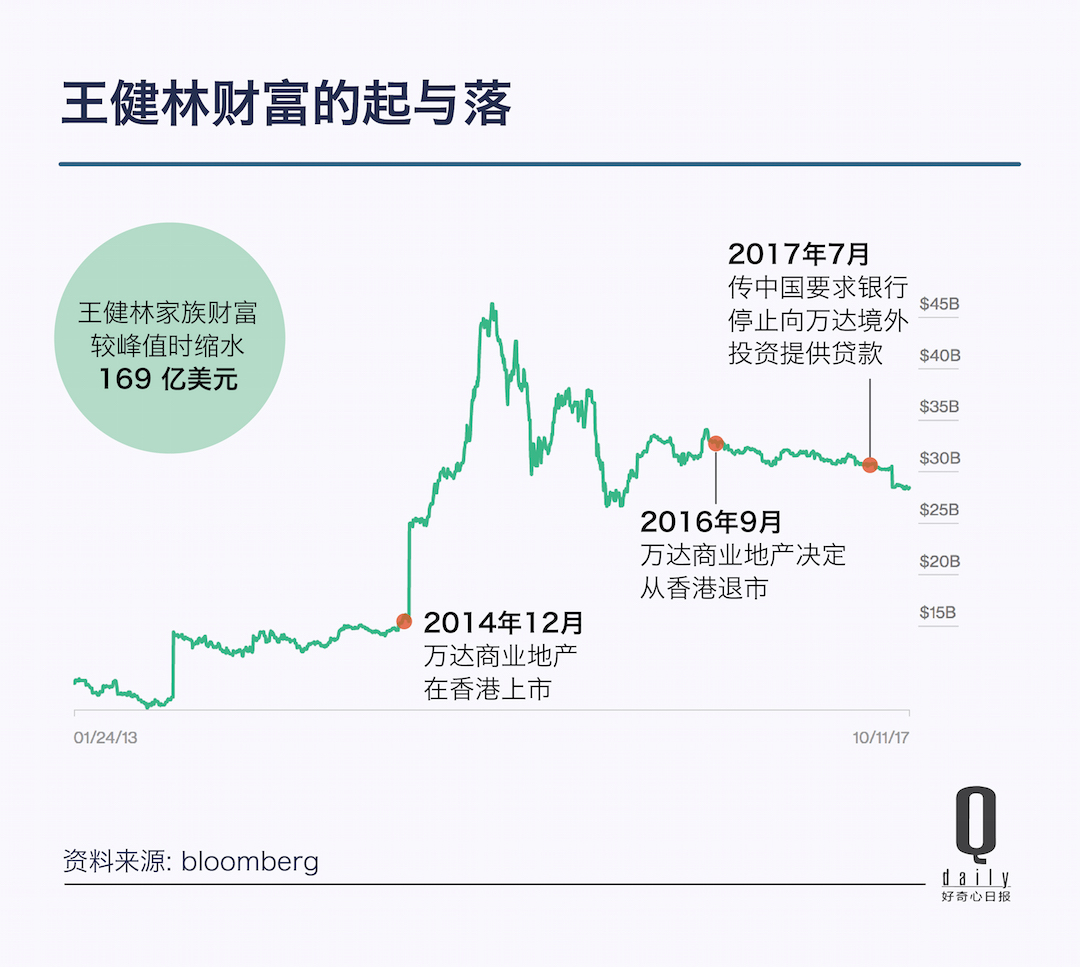 王健林财富的起与落
王健林家族财富
较峰值时缩水
169 亿美元
2017年7月
传中国要求银行
停止向万达境外
投资提供贷款
$45B
$40B
$35B
$30B
$25B
$20B
$15B
2016年9月
万达商业地产决定
从香港退市
2014年12月
万达商业地产
在香港上市
01/24/13
10/11/17
资料来源: bloomberg
Q
daily
好奇心日报